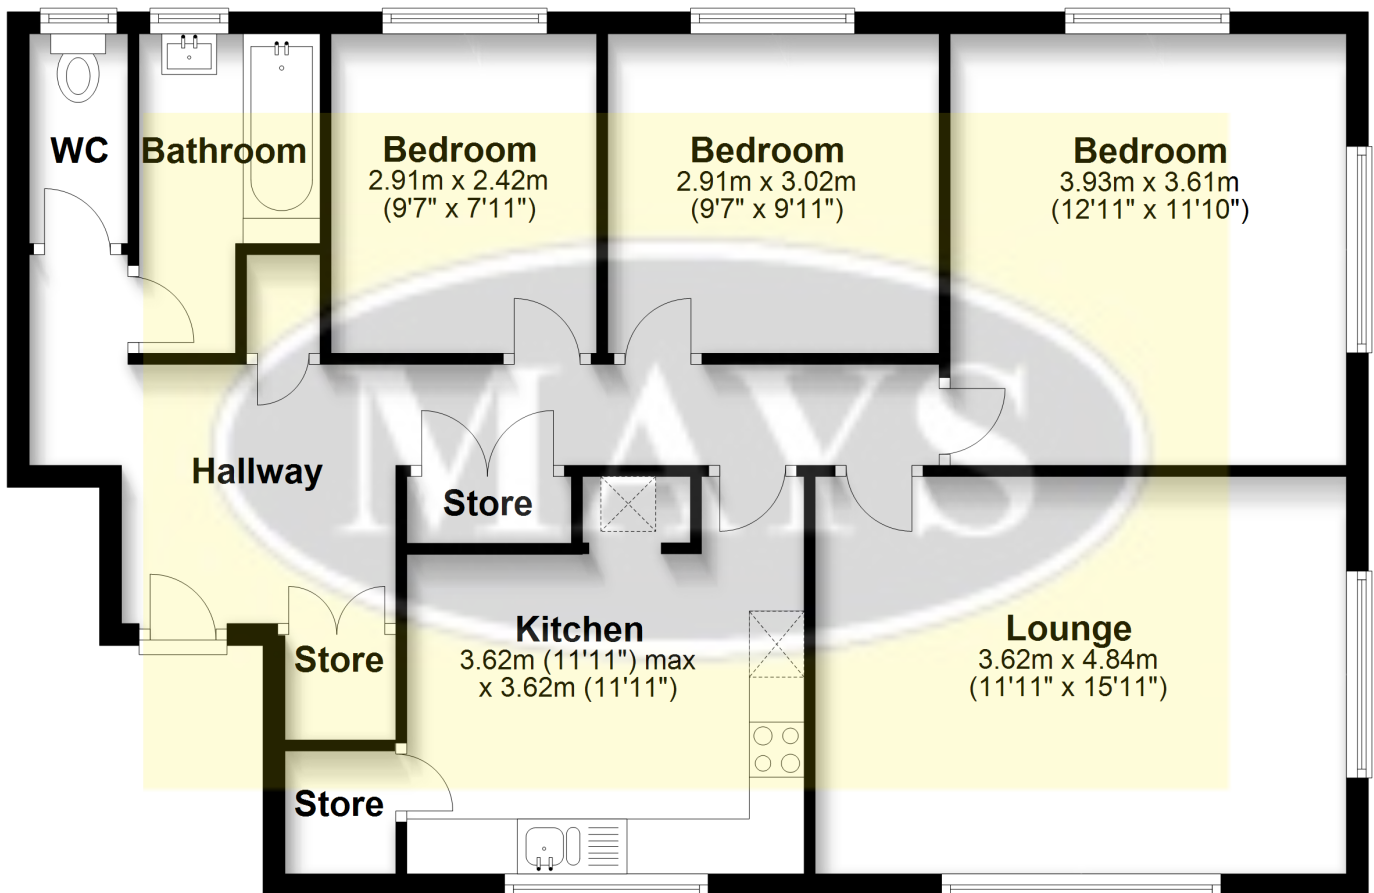 WC
Bathroom
Bedroom
2.91m x 2.42m
(9'7" x 7'11")
Bedroom
2.91m x 3.02m
(9'7" x 9'11")
Bedroom
3.93m x 3.61m
(12'11" x 11'10")
MAYS
Hallway
Store
Kitchen
3.62m (11'11") max
x 3.62m (11'11")
Lounge
3.62m x 4.84m
(11'11" x 15'11")
Store
Store